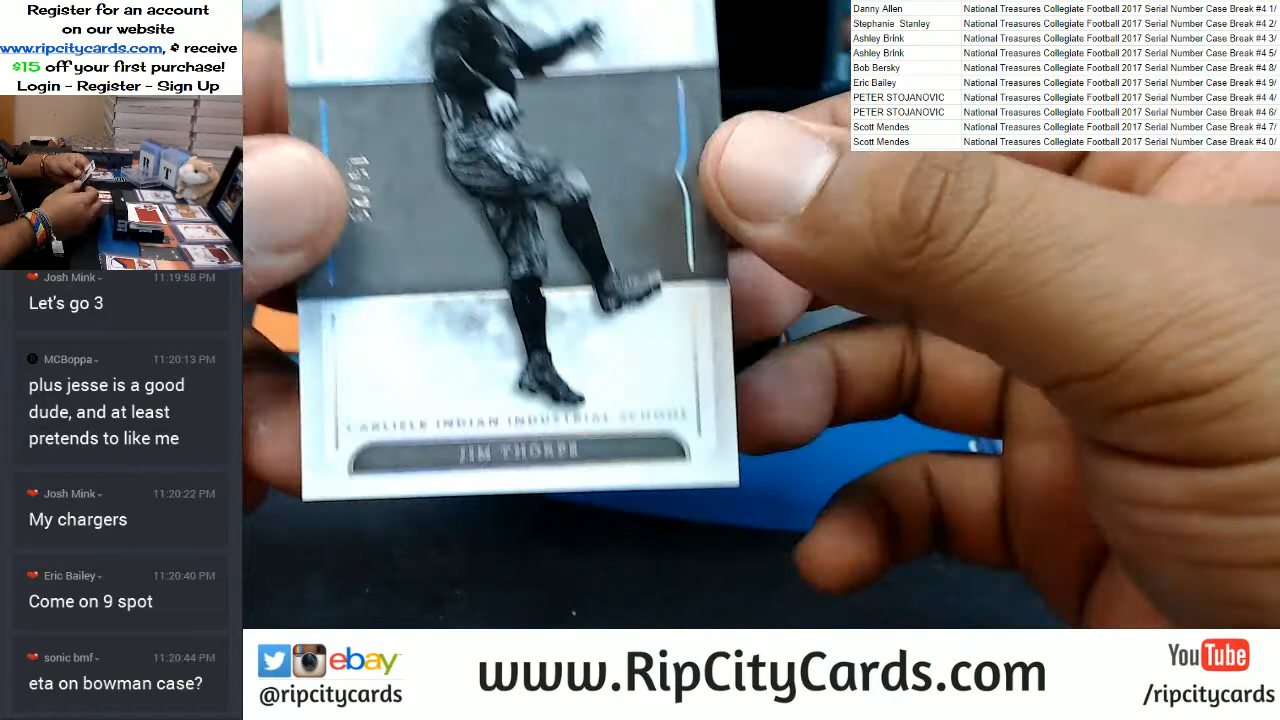 Register for an account
on our website
www.ripcitycards.com, & receive
$15 off your first purchase!
Login - Register - Sign Up
Josh Mink 11:19:58 PM
Let's go 3
MCBoppa 11:20:13 PM
plus jesse is a good
dude, and at least
pretends to like me
Josh Mink 11:20:22 PM
My chargers
Eric Bailey 11:20:40 PM
Come on 9 spot
sonic bmf 11:20:44 PM
eta on bowman case?
CARLISLE INDIAN INDUSTRIAL SCHOOL
JIM THORPE
Danny Allen National Treasures Collegiate Football 2017 Serial Number Case Break #4 1/
Stephanie Stanley National Treasures Collegiate Football 2017 Serial Number Case Break #4 2/
Ashley Brink National Treasures Collegiate Football 2017 Serial Number Case Break #4 3/
Ashley Brink National Treasures Collegiate Football 2017 Serial Number Case Break #4 5/
Bob Bersky National Treasures Collegiate Football 2017 Serial Number Case Break #4 8/
Eric Bailey National Treasures Collegiate Football 2017 Serial Number Case Break #4 9/
PETER STOJANOVIC National Treasures Collegiate Football 2017 Serial Number Case Break #4 4/
PETER STOJANOVIC National Treasures Collegiate Football 2017 Serial Number Case Break #4 6/
Scott Mendes National Treasures Collegiate Football 2017 Serial Number Case Break #4 7/
Scott Mendes National Treasures Collegiate Football 2017 Serial Number Case Break #4 0/
ebay
@ripcitycards
www.RipCityCards.com
YouTube
/ripcitycards